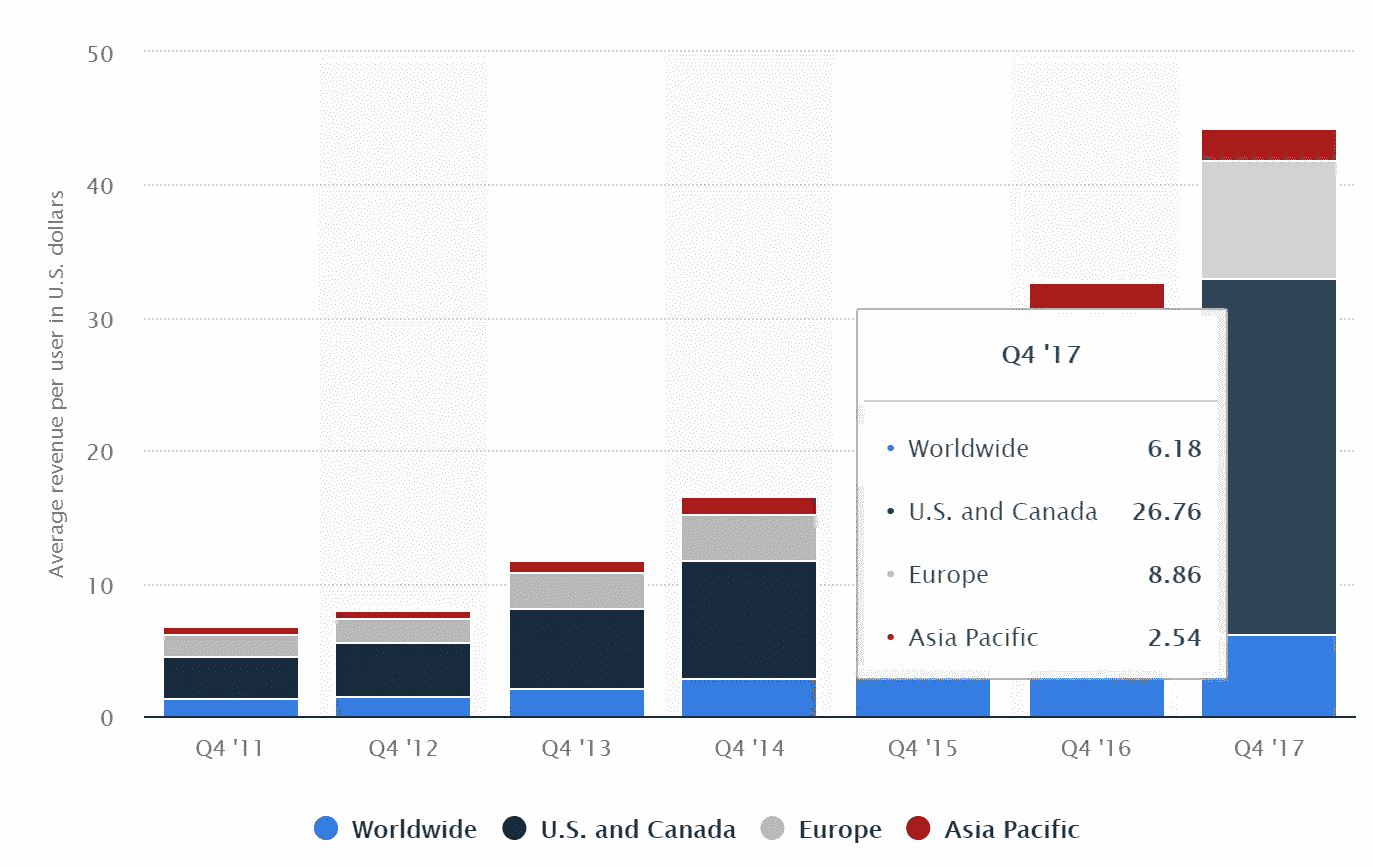 50
40
30
20
10
0
Average revenue per user in U.S. dollars
Q4 '17
Worldwide 6.18
U.S. and Canada 26.76
Europe 8.86
Asia Pacific 2.54
Q4 '11 Q4 '12 Q4 '13 Q4 '14 Q4 '15 Q4 '16 Q4 '17
Worldwide U.S. and Canada Europe Asia Pacific